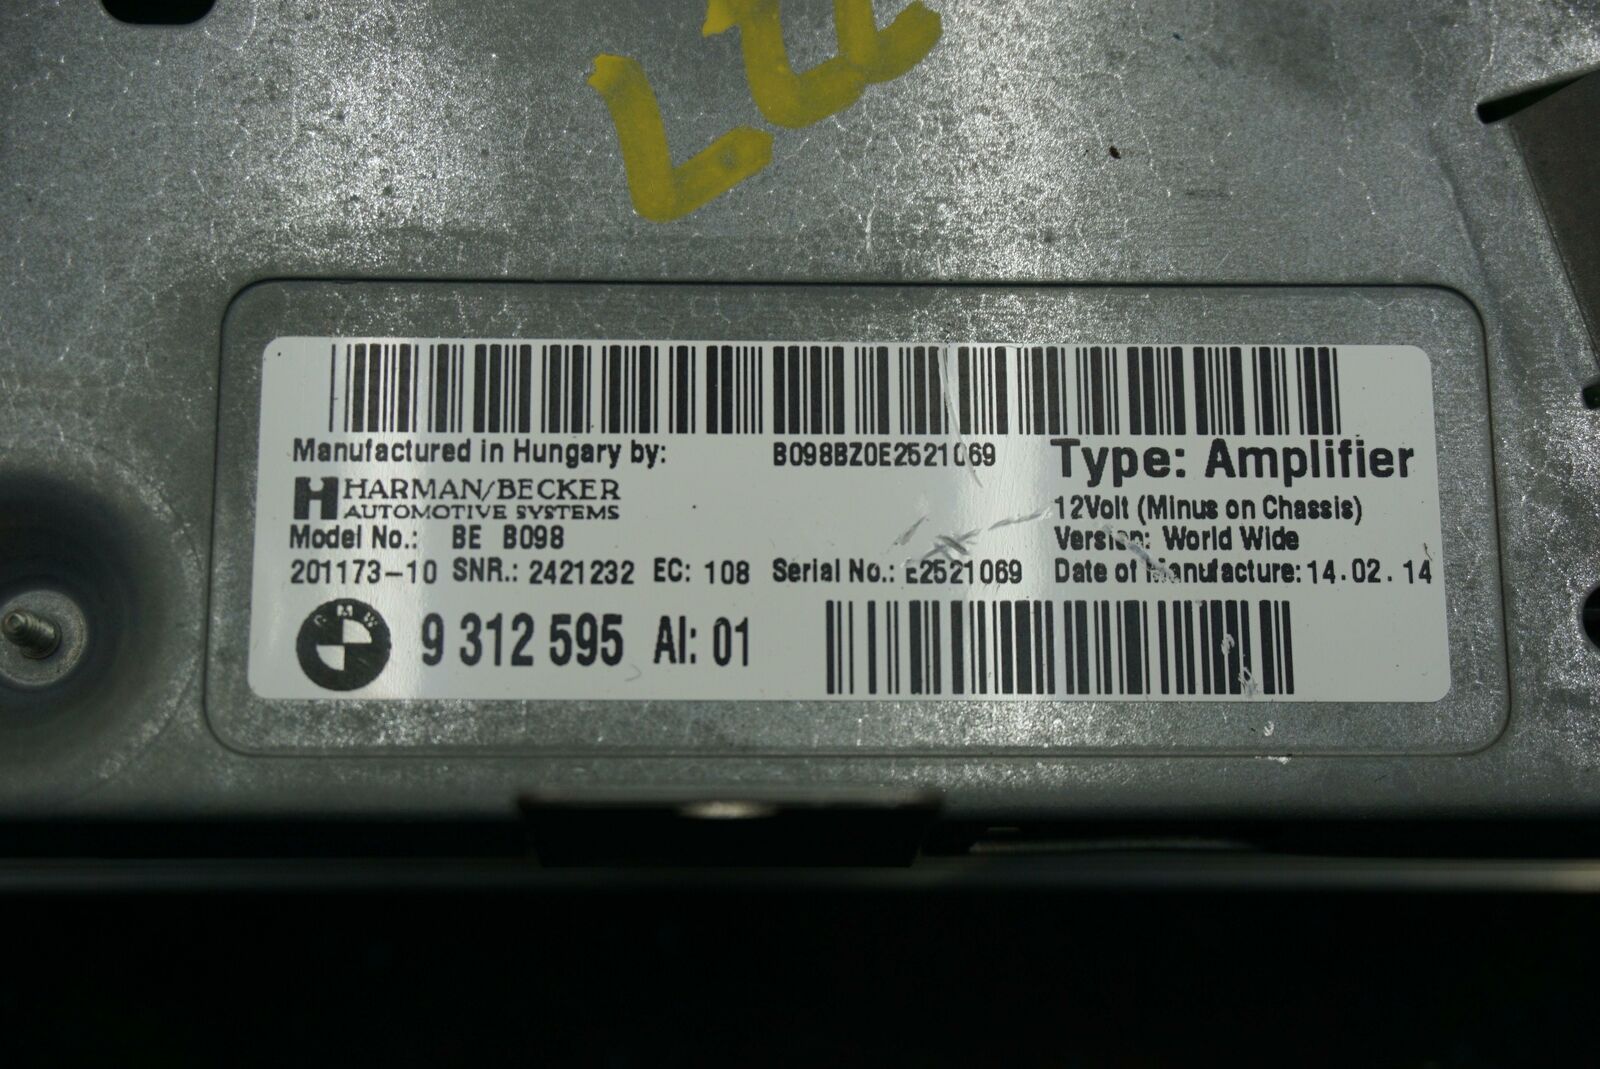 Manufactured in Hungary by:
B098BZ0E2521069
Type: Amplifier
H HARMAN/BECKER
AUTOMOTIVE SYSTEMS
12Volt (Minus on Chassis)
Model No.: BE B098
Version: World Wide
201173-10 SNR.: 2421232 EC: 108 Serial No.: E2521069 Date of Manufacture: 14.02.14
BMW 9 312 595 AI: 01